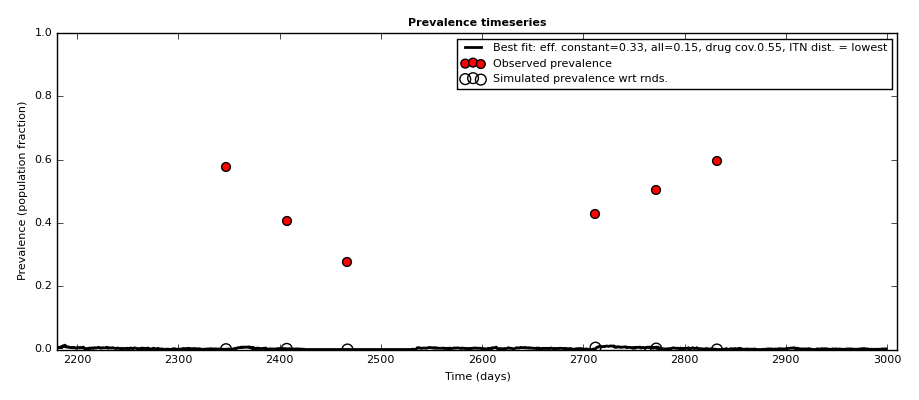 Prevalence timeseries
1.0
0.8
0.6
0.4
0.2
0.0
Prevalence (population fraction)
Best fit: eff. constant=0.33, all=0.15, drug cov.0.55, ITN dist. = lowest
Observed prevalence
Simulated prevalence wrt rnds.
2200 2300 2400 2500 2600 2700 2800 2900 3000
Time (days)